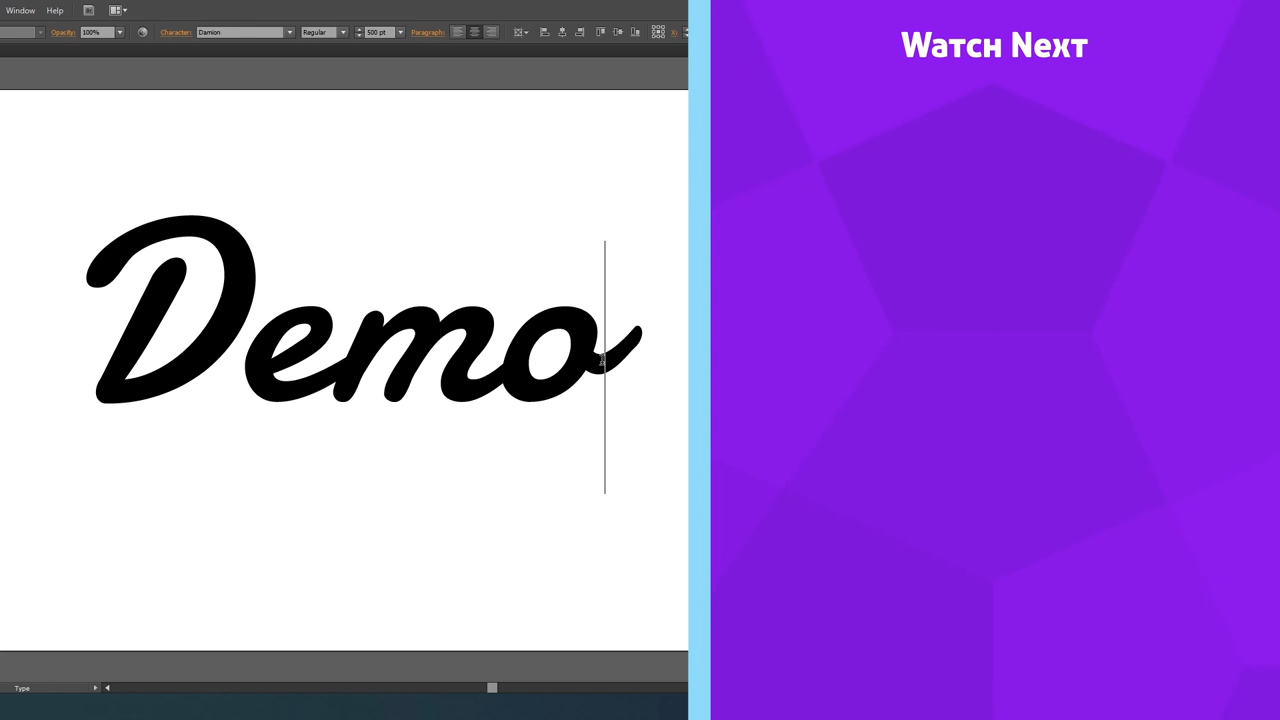 Window Help
Opacity: 100% Character: Damion Regular 500 pt Paragraph: X:
Demo
Type
Watch Next